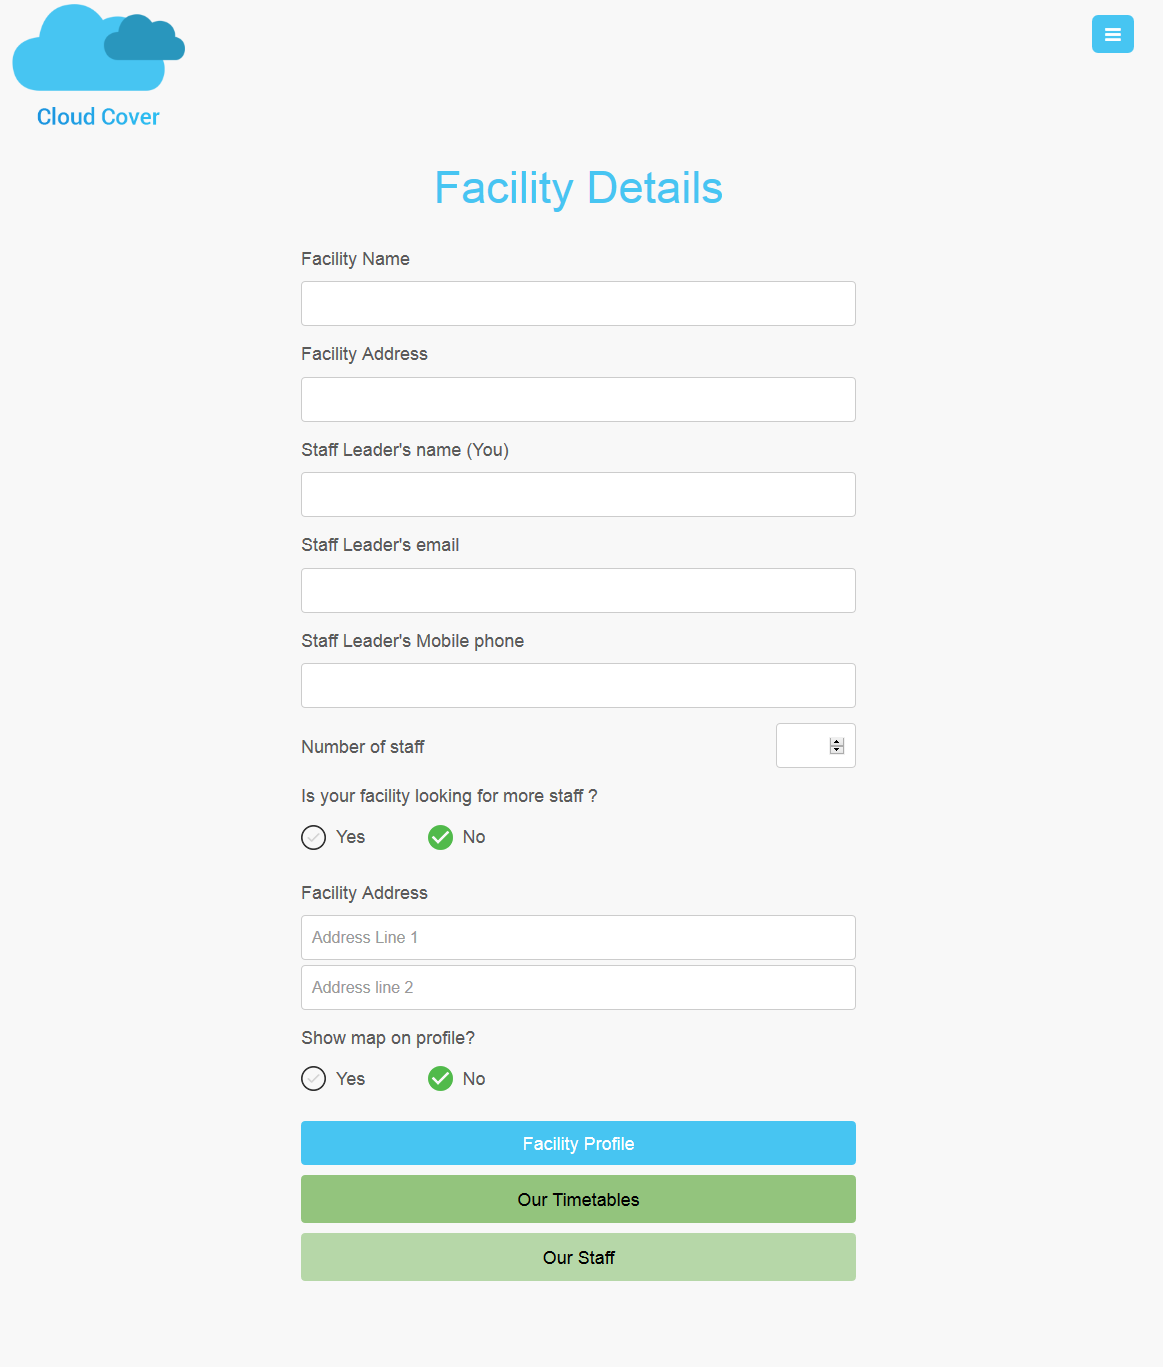 Cloud Cover
Facility Details
Facility Name
Facility Address
Staff Leader's name (You)
Staff Leader's email
Staff Leader's Mobile phone
Number of staff
Is your facility looking for more staff ?
Yes No
Facility Address
Address Line 1
Address line 2
Show map on profile?
Yes No
Facility Profile
Our Timetables
Our Staff